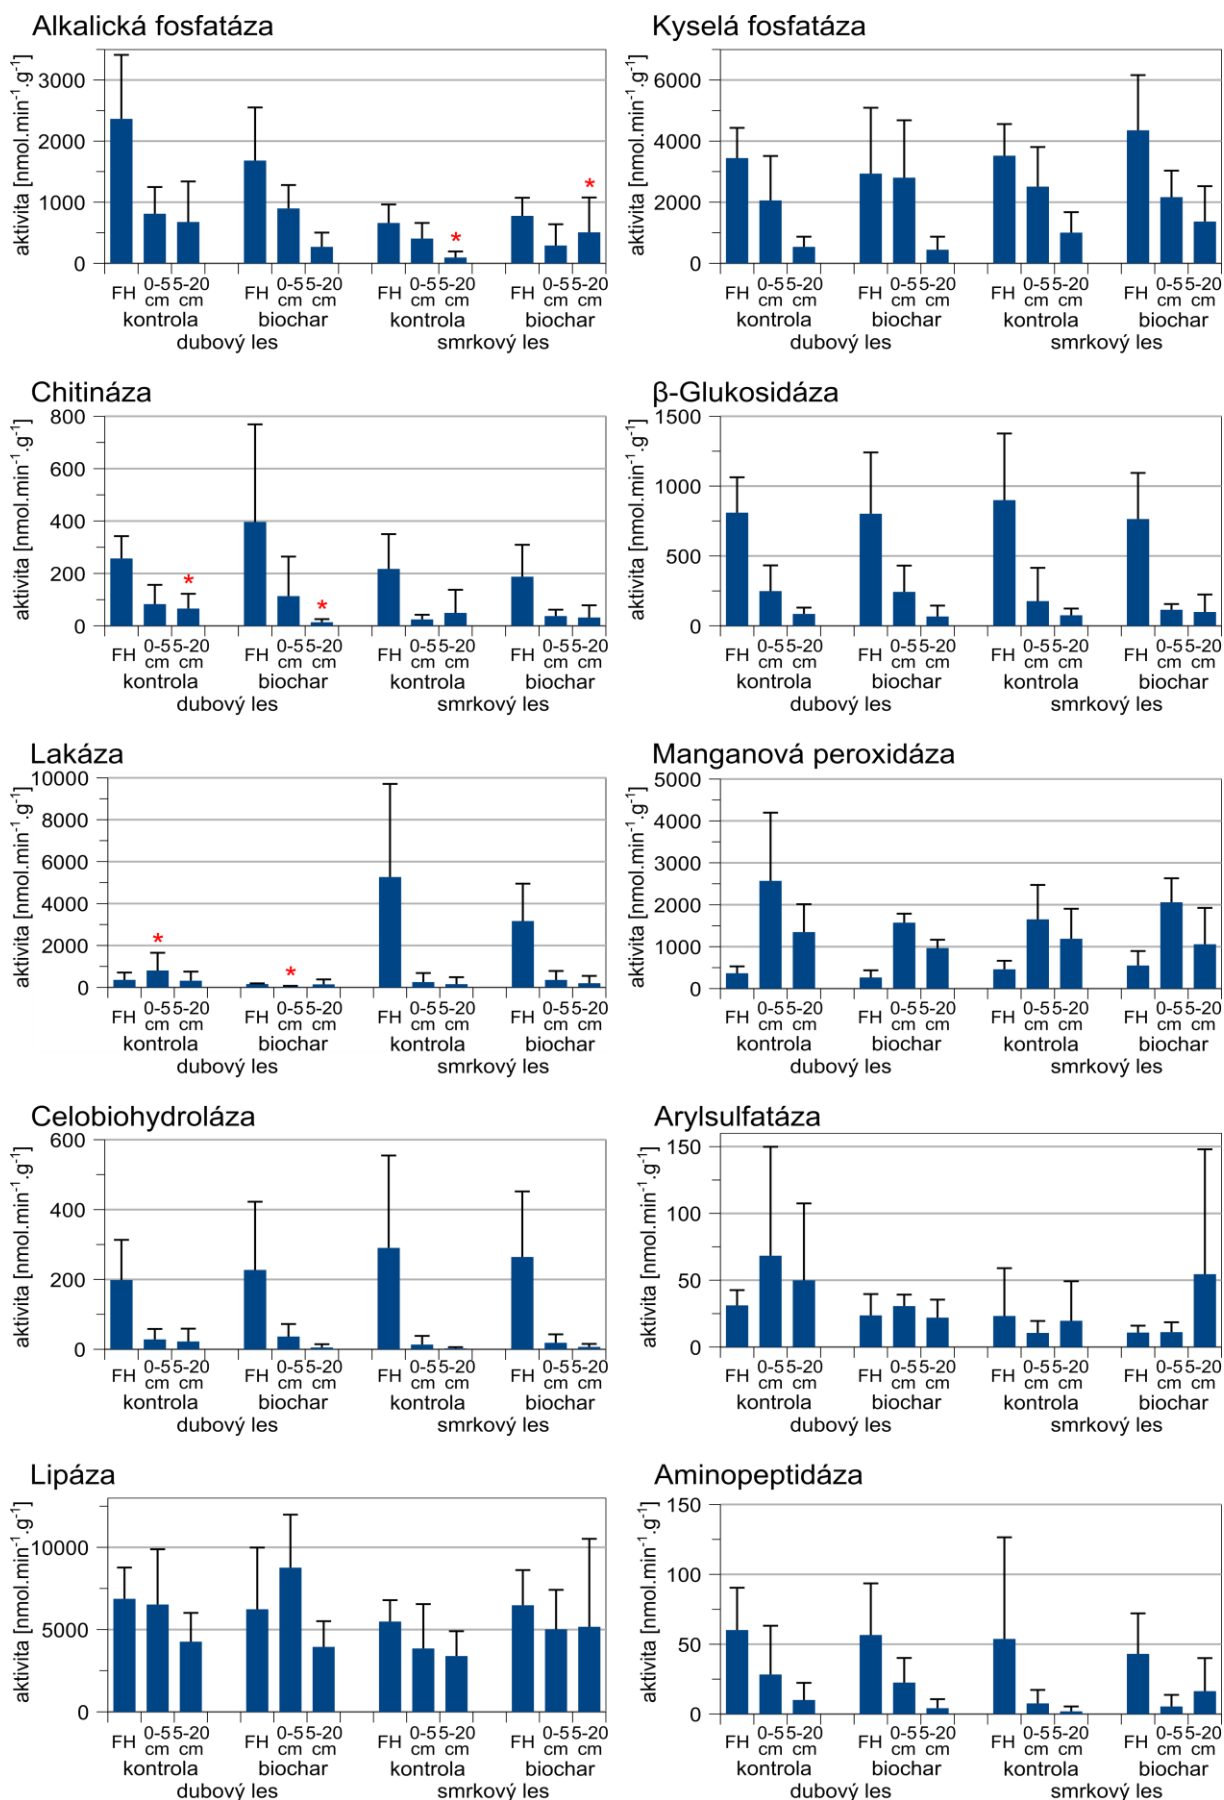 Alkalická fosfatáza
aktivita [nmol.min⁻¹.g⁻¹]
3000
2000
1000
0
*
*
FH 0-5 cm 5-20 cm FH 0-5 cm 5-20 cm FH 0-5 cm 5-20 cm FH 0-5 cm 5-20 cm
kontrola biochar kontrola biochar
dubový les smrkový les
Kyselá fosfatáza
aktivita [nmol.min⁻¹.g⁻¹]
6000
4000
2000
0
FH 0-5 cm 5-20 cm FH 0-5 cm 5-20 cm FH 0-5 cm 5-20 cm FH 0-5 cm 5-20 cm
kontrola biochar kontrola biochar
dubový les smrkový les
Chitináza
aktivita [nmol.min⁻¹.g⁻¹]
800
600
400
200
0
*
*
FH 0-5 cm 5-20 cm FH 0-5 cm 5-20 cm FH 0-5 cm 5-20 cm FH 0-5 cm 5-20 cm
kontrola biochar kontrola biochar
dubový les smrkový les
β-Glukosidáza
aktivita [nmol.min⁻¹.g⁻¹]
1500
1000
500
0
FH 0-5 cm 5-20 cm FH 0-5 cm 5-20 cm FH 0-5 cm 5-20 cm FH 0-5 cm 5-20 cm
kontrola biochar kontrola biochar
dubový les smrkový les
Lakáza
aktivita [nmol.min⁻¹.g⁻¹]
10000
8000
6000
4000
2000
0
*
*
FH 0-5 cm 5-20 cm FH 0-5 cm 5-20 cm FH 0-5 cm 5-20 cm FH 0-5 cm 5-20 cm
kontrola biochar kontrola biochar
dubový les smrkový les
Manganová peroxidáza
aktivita [nmol.min⁻¹.g⁻¹]
5000
4000
3000
2000
1000
0
FH 0-5 cm 5-20 cm FH 0-5 cm 5-20 cm FH 0-5 cm 5-20 cm FH 0-5 cm 5-20 cm
kontrola biochar kontrola biochar
dubový les smrkový les
Celobiohydroláza
aktivita [nmol.min⁻¹.g⁻¹]
600
400
200
0
FH 0-5 cm 5-20 cm FH 0-5 cm 5-20 cm FH 0-5 cm 5-20 cm FH 0-5 cm 5-20 cm
kontrola biochar kontrola biochar
dubový les smrkový les
Arylsulfatáza
aktivita [nmol.min⁻¹.g⁻¹]
150
100
50
0
FH 0-5 cm 5-20 cm FH 0-5 cm 5-20 cm FH 0-5 cm 5-20 cm FH 0-5 cm 5-20 cm
kontrola biochar kontrola biochar
dubový les smrkový les
Lipáza
aktivita [nmol.min⁻¹.g⁻¹]
10000
5000
0
FH 0-5 cm 5-20 cm FH 0-5 cm 5-20 cm FH 0-5 cm 5-20 cm FH 0-5 cm 5-20 cm
kontrola biochar kontrola biochar
dubový les smrkový les
Aminopeptidáza
aktivita [nmol.min⁻¹.g⁻¹]
150
100
50
0
FH 0-5 cm 5-20 cm FH 0-5 cm 5-20 cm FH 0-5 cm 5-20 cm FH 0-5 cm 5-20 cm
kontrola biochar kontrola biochar
dubový les smrkový les